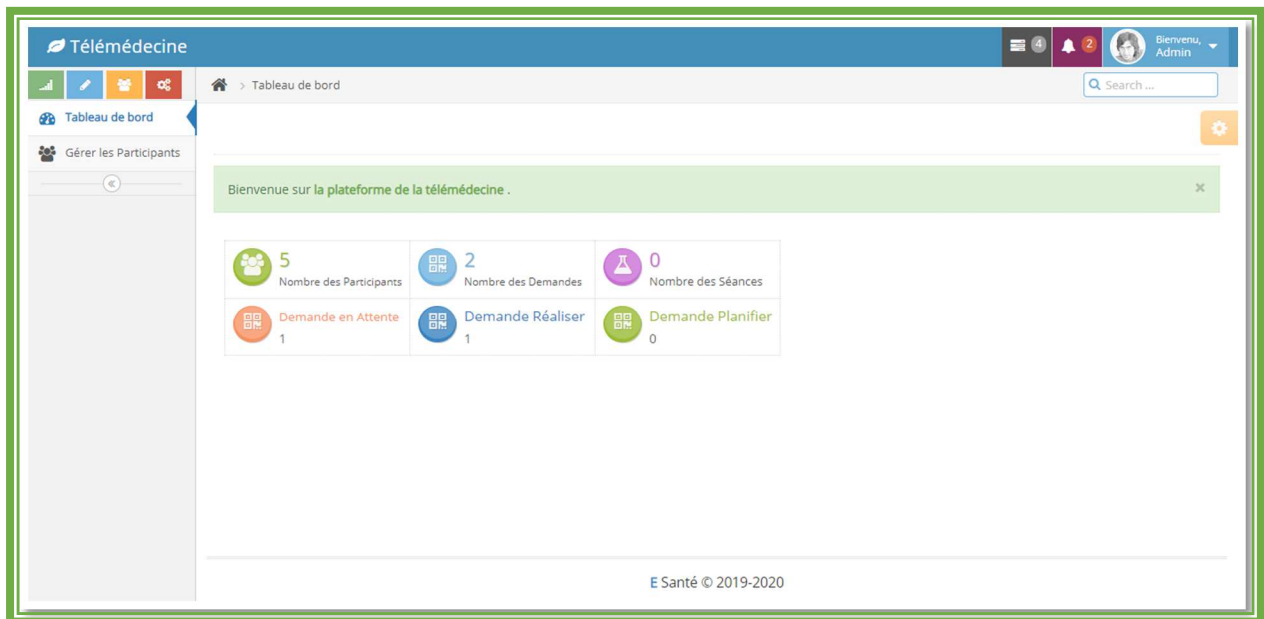 Télémédecine
4
2
Bienvenu,
Admin
Tableau de bord
Search ...
Tableau de bord
Gérer les Participants
Bienvenue sur la plateforme de la télémédecine .
5
Nombre des Participants
2
Nombre des Demandes
0
Nombre des Séances
Demande en Attente
1
Demande Réaliser
1
Demande Planifier
0
E Santé © 2019-2020